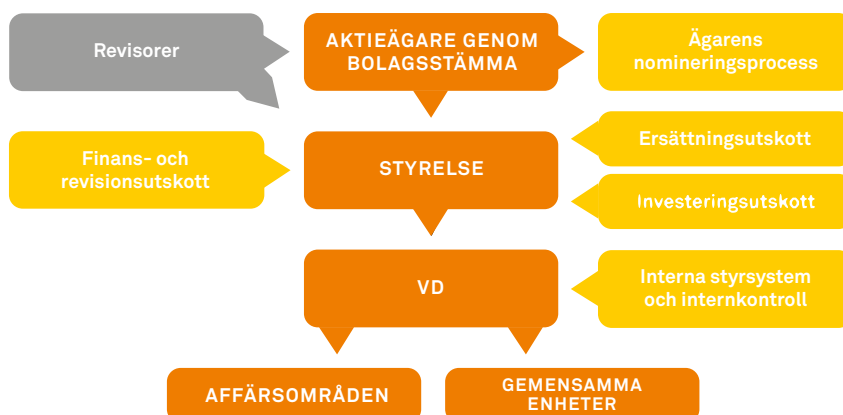 Revisorer
AKTIEÄGARE GENOM
BOLAGSSTÄMMA
Ägarens
nomineringsprocess
Finans- och
revisionsutskott
STYRELSE
Ersättningsutskott
Investeringsutskott
VD
Interna styrsystem
och internkontroll
AFFÄRSOMRÅDEN
GEMENSAMMA
ENHETER